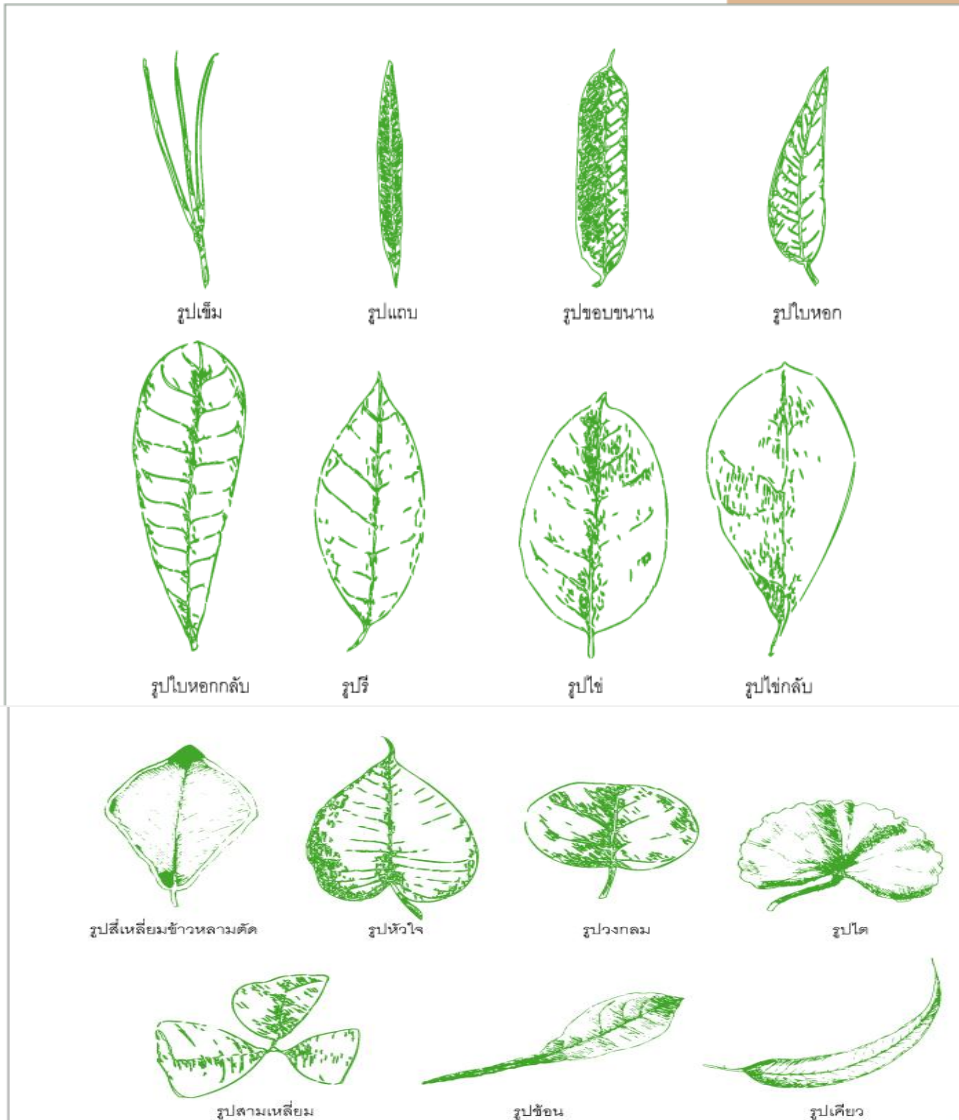 รูปเข็ม รูปแถบ รูปขอบขนาน รูปใบหอก
รูปใบหอกกลับ รูปรี รูปไข่ รูปไข่กลับ
รูปสี่เหลี่ยมข้าวหลามตัด รูปหัวใจ รูปวงกลม รูปไต
รูปสามเหลี่ยม รูปช้อน รูปเคียว